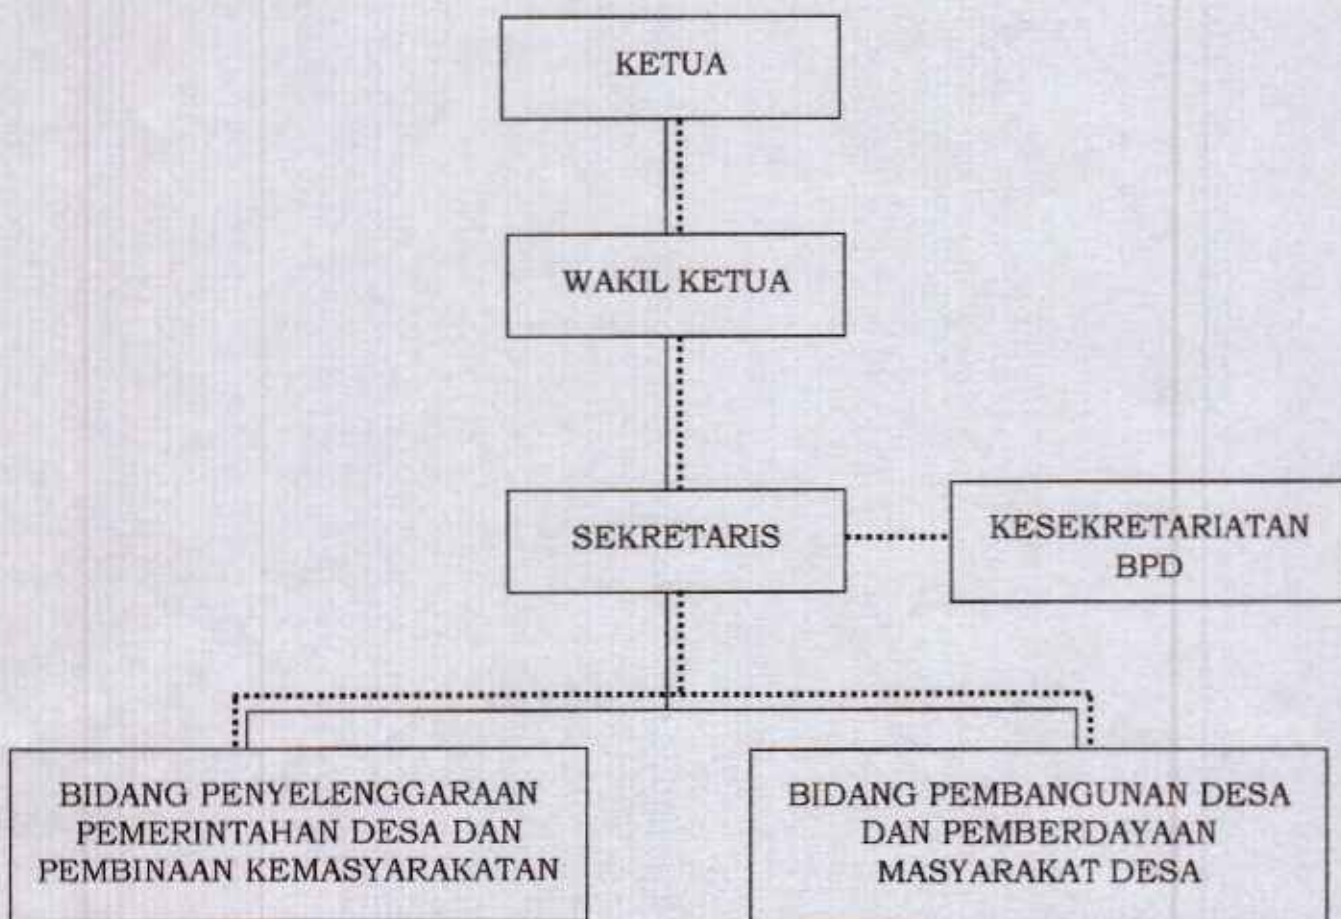 KETUA
WAKIL KETUA
SEKRETARIS
KESEKRETARIATAN
BPD
BIDANG PENYELENGGARAAN
PEMERINTAHAN DESA DAN
PEMBINAAN KEMASYARAKATAN
BIDANG PEMBANGUNAN DESA
DAN PEMBERDAYAAN
MASYARAKAT DESA